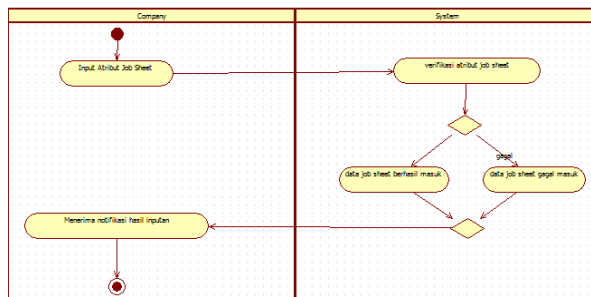 Company
System
Input Atribut Job Sheet
verifikasi atribut job sheet
gagal
data job sheet berhasil masuk
data job sheet gagal masuk
Menerima notifikasi hasil inputan